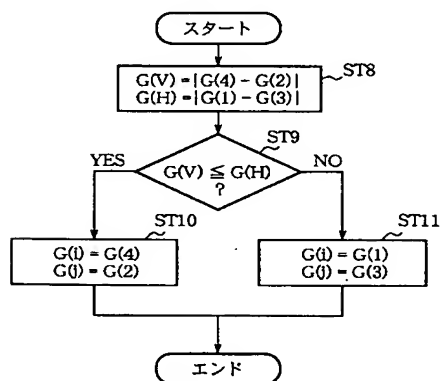 スタート
ST8
G(V) =|G(4) - G(2)|
G(H) =|G(1) - G(3)|
ST9
YES
G(V) ≦ G(H)
?
NO
ST10
G(i) = G(4)
G(j) = G(2)
ST11
G(i) = G(1)
G(j) = G(3)
エンド